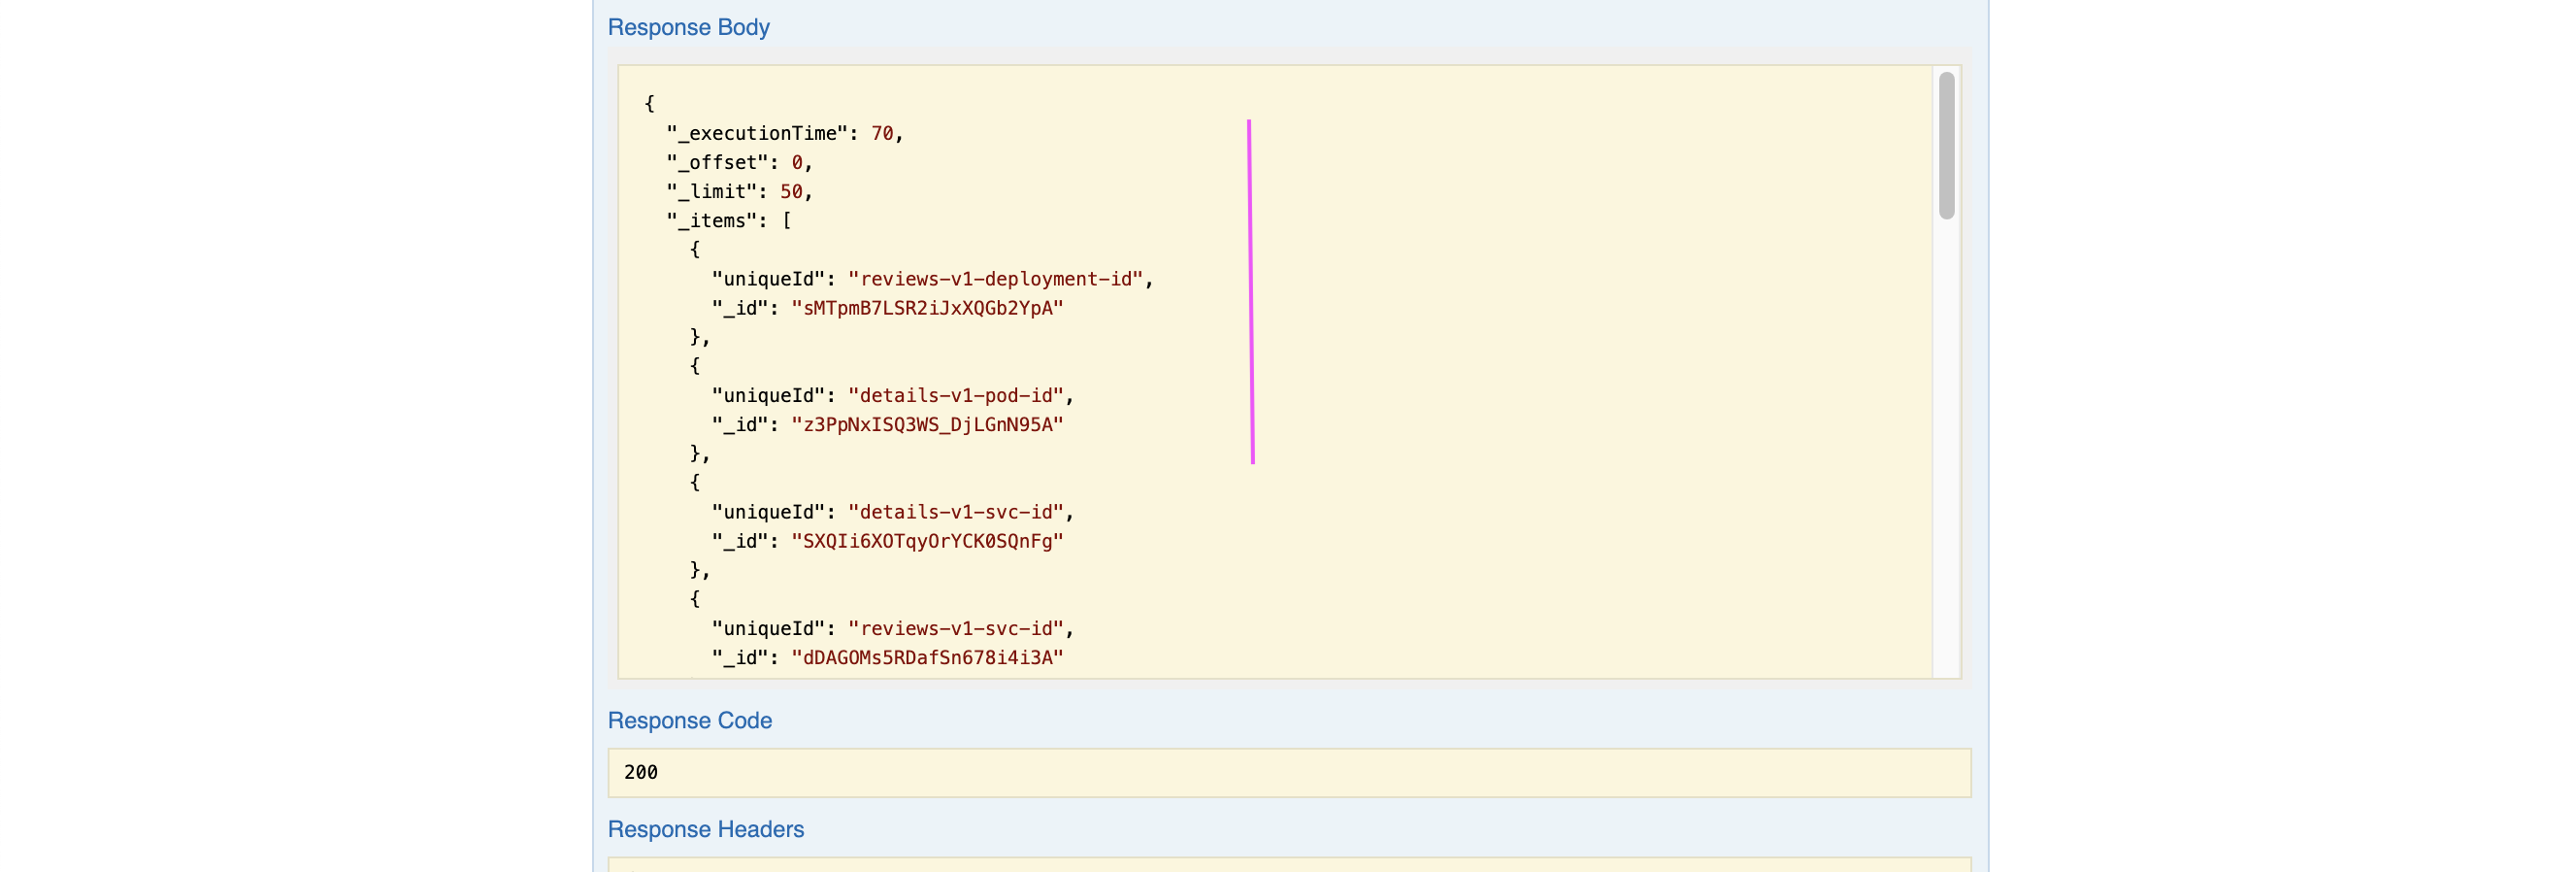 Response Body
{
"_executionTime": 70,
"_offset": 0,
"_limit": 50,
"_items": [
{
"uniqueId": "reviews-v1-deployment-id",
"_id": "sMTpmB7LSR2iJxXQGb2YpA"
},
{
"uniqueId": "details-v1-pod-id",
"_id": "z3PpNxISQ3WS_DjLGnN95A"
},
{
"uniqueId": "details-v1-svc-id",
"_id": "SXQIi6XOTqyOrYCK0SQnFg"
},
{
"uniqueId": "reviews-v1-svc-id",
"_id": "dDAGOMs5RDafSn678i4i3A"
Response Code
200
Response Headers